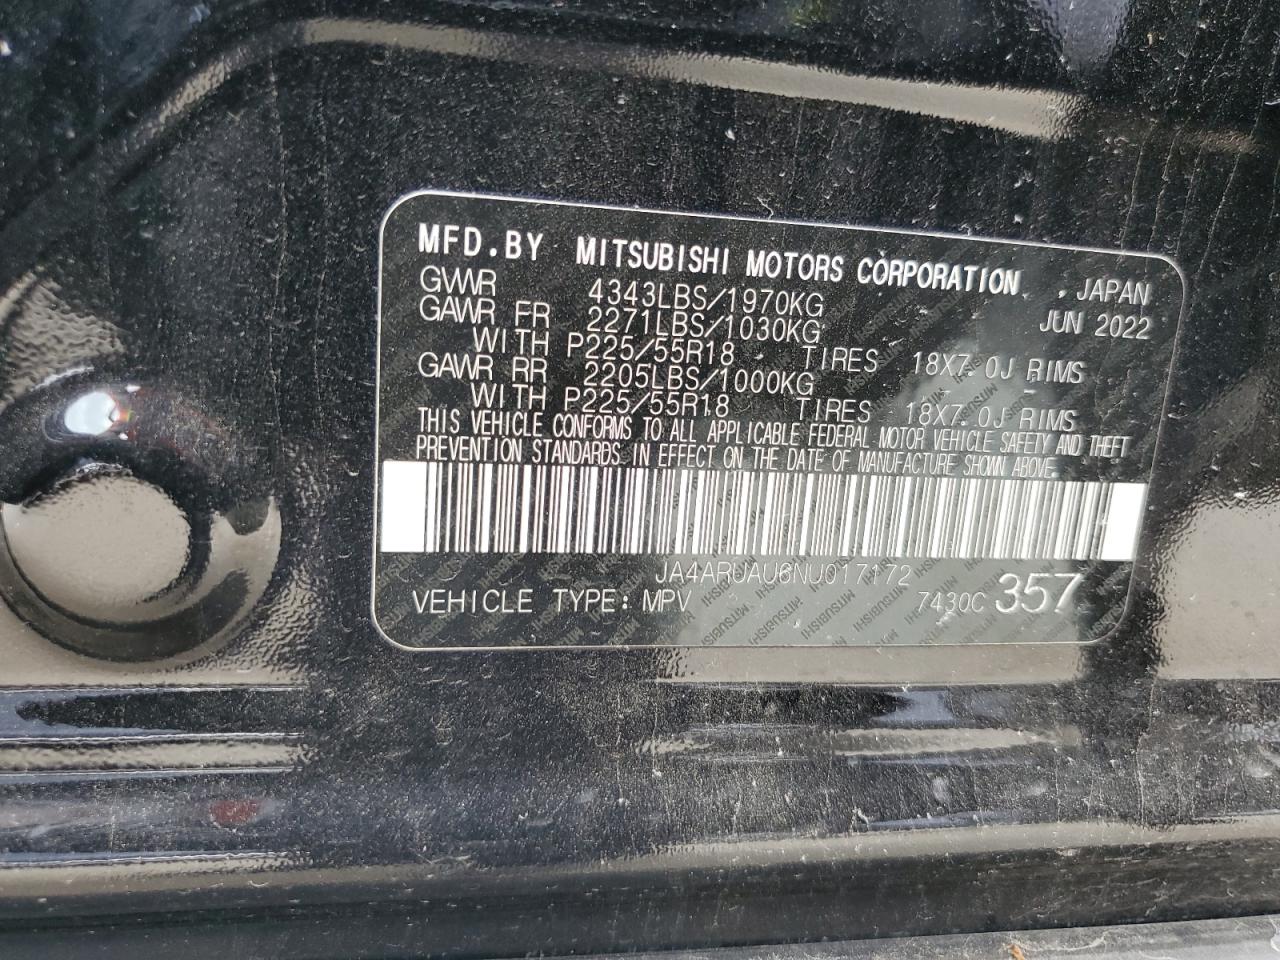 MFD.BY MITSUBISHI MOTORS CORPORATION JAPAN
GVWR 4343LBS/1970KG JUN 2022
GAWR FR 2271LBS/1030KG
WITH P225/55R18 TIRES 18X7.0J RIMS
GAWR RR 2205LBS/1000KG
WITH P225/55R18 TIRES 18X7.0J RIMS
THIS VEHICLE CONFORMS TO ALL APPLICABLE FEDERAL MOTOR VEHICLE SAFETY AND THEFT
PREVENTION STANDARDS IN EFFECT ON THE DATE OF MANUFACTURE SHOWN ABOVE.
JA4ARUAU6NU017172
VEHICLE TYPE: MPV 7430C 357